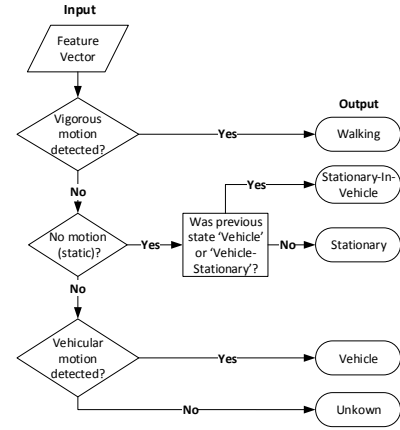 Input
Feature
Vector
Vigorous
motion
detected?
Yes
Output
Walking
No
Yes
Stationary-In-
Vehicle
No motion
(static)?
Yes
Was previous
state ‘Vehicle’
or ‘Vehicle-
Stationary’?
No
Stationary
No
Vehicular
motion
detected?
Yes
Vehicle
No
Unkown